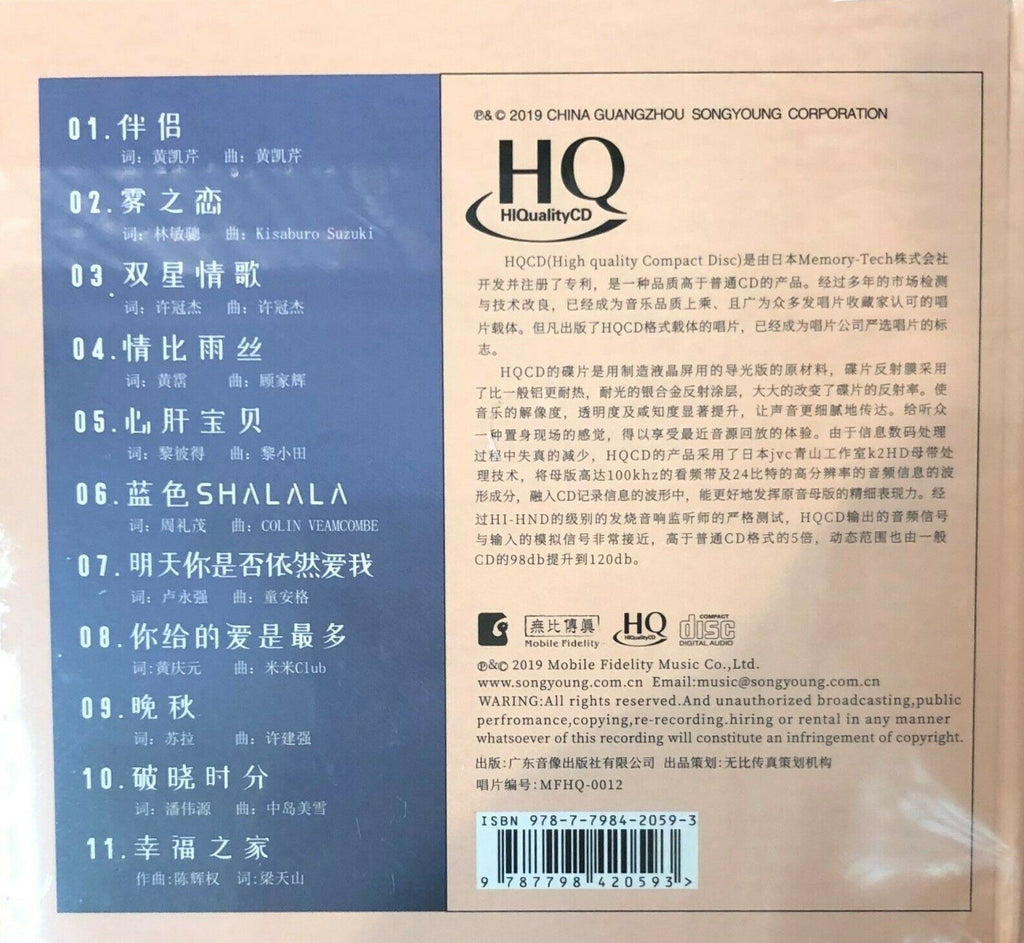 01.伴侣
词：黄凯芹 曲：黄凯芹
02.雾之恋
词：林敏骢 曲：Kisaburo Suzuki
03 双星情歌
词：许冠杰 曲：许冠杰
04.情比雨丝
词：黄霑 曲：顾家辉
05.心肝宝贝
词：黎彼得 曲：黎小田
06.蓝色SHALALA
词：周礼茂 曲：COLIN VEAMCOMBE
07.明天你是否依然爱我
词：卢永强 曲：童安格
08.你给的爱是最多
词:黄庆元 曲：米米Club
09.晚秋
词：苏拉 曲：许建强
10.破晓时分
词：潘伟源 曲：中岛美雪
11.幸福之家
作曲:陈辉权 词:梁天山
℗&© 2019 CHINA GUANGZHOU SONGYOUNG CORPORATION
HQ
HIQualityCD
HQCD(High quality Compact Disc)是由日本Memory-Tech株式会社
开发并注册了专利，是一种品质高于普通CD的产品。经过多年的市场检测
与技术改良，已经成为音乐品质上乘、且广为众多发唱片收藏家认可的唱
片载体。但凡出版了HQCD格式载体的唱片，已经成为唱片公司严选唱片的标
志。
HQCD的碟片是用制造液晶屏用的导光版的原材料，碟片反射膜采用
了比一般铝更耐热，耐光的银合金反射涂层，大大的改变了碟片的反射率。使
音乐的解像度，透明度及咸知度显著提升，让声音更细腻地传达。给听众
一种置身现场的感觉，得以享受最近音源回放的体验。由于信息数码处理
过程中失真的减少，HQCD的产品采用了日本jvc青山工作室k2HD母带处
理技术，将母版高达100khz的看频带及24比特的高分辨率的音频信息的波
形成分，融入CD记录信息的波形中，能更好地发挥原音母版的精细表现力。经
过HI-HND的级别的发烧音响监听师的严格测试，HQCD输出的音频信号
与输入的模拟信号非常接近，高于普通CD格式的5倍，动态范围也由一般
CD的98db提升到120db。
無比傳真
Mobile Fidelity
HQ
HIQualityCD
COMPACT
disc
DIGITAL AUDIO
℗&© 2019 Mobile Fidelity Music Co.,Ltd.
www.songyoung.com.cn Email:music@songyoung.com.cn
WARING:All rights reserved.And unauthorized broadcasting,public
perfromance,copying,re-recording.hiring or rental in any manner
whatsoever of this recording will constitute an infringement of copyright.
出版:广东音像出版社有限公司 出品策划:无比传真策划机构
唱片编号:MFHQ-0012
ISBN 978-7-7984-2059-3
9 787798 420593 >